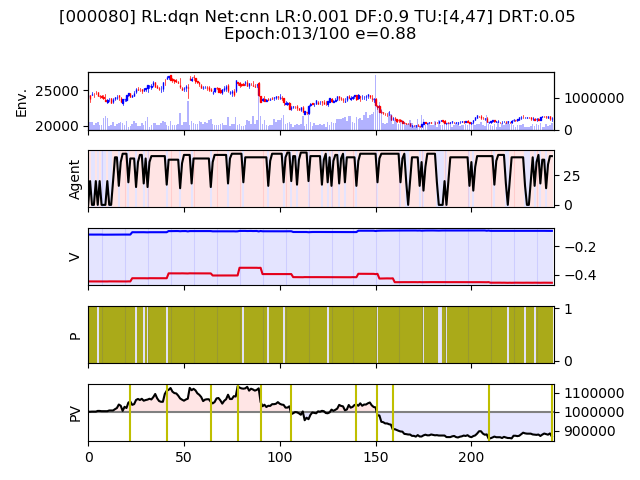 [000080] RL:dqn Net:cnn LR:0.001 DF:0.9 TU:[4,47] DRT:0.05
Epoch:013/100 e=0.88
Env.
25000
20000
1000000
0
Agent
25
0
V
−0.2
−0.4
P
1
0
PV
1100000
1000000
900000
0
50
100
150
200